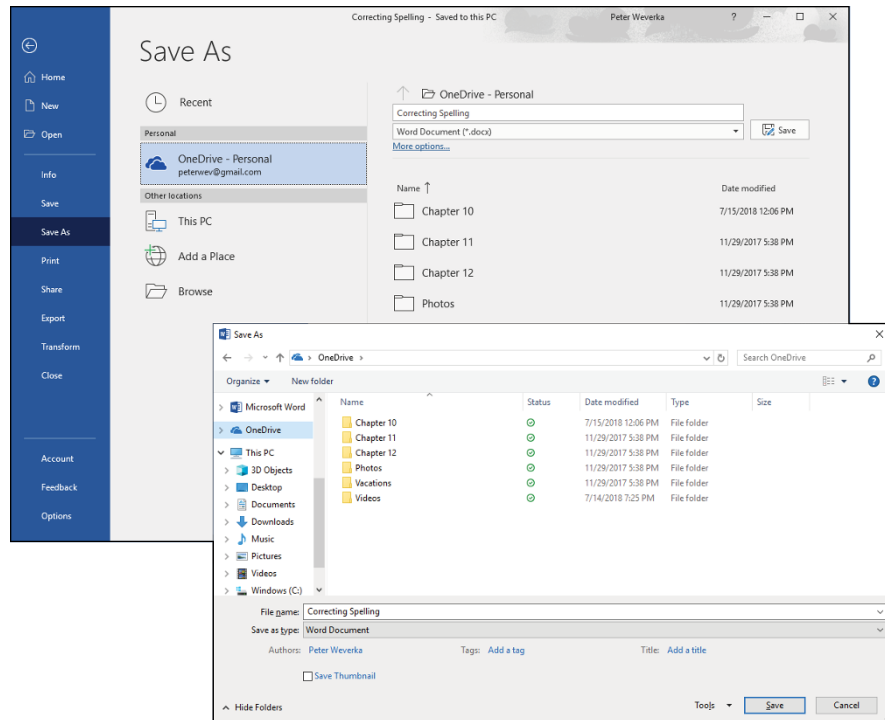 Correcting Spelling - Saved to this PC
Peter Weverka
?
Save As
Home
New
Open
Info
Save
Save As
Print
Share
Export
Transform
Close
Account
Feedback
Options
Recent
Personal
OneDrive - Personal
peterwev@gmail.com
Other locations
This PC
Add a Place
Browse
OneDrive - Personal
Correcting Spelling
Word Document (*.docx)
Save
More options...
Name Date modified
Chapter 10 7/15/2018 12:06 PM
Chapter 11 11/29/2017 5:38 PM
Chapter 12 11/29/2017 5:38 PM
Photos 11/29/2017 5:38 PM
Save As
OneDrive
Search OneDrive
Organize New folder
?
Microsoft Word
OneDrive
This PC
3D Objects
Desktop
Documents
Downloads
Music
Pictures
Videos
Windows (C:)
Name Status Date modified Type Size
Chapter 10 7/15/2018 12:06 PM File folder
Chapter 11 11/29/2017 5:38 PM File folder
Chapter 12 11/29/2017 5:38 PM File folder
Photos 11/29/2017 5:38 PM File folder
Vacations 11/29/2017 5:38 PM File folder
Videos 7/14/2018 7:25 PM File folder
File name: Correcting Spelling
Save as type: Word Document
Authors: Peter Weverka Tags: Add a tag Title: Add a title
Save Thumbnail
Hide Folders Tools Save Cancel